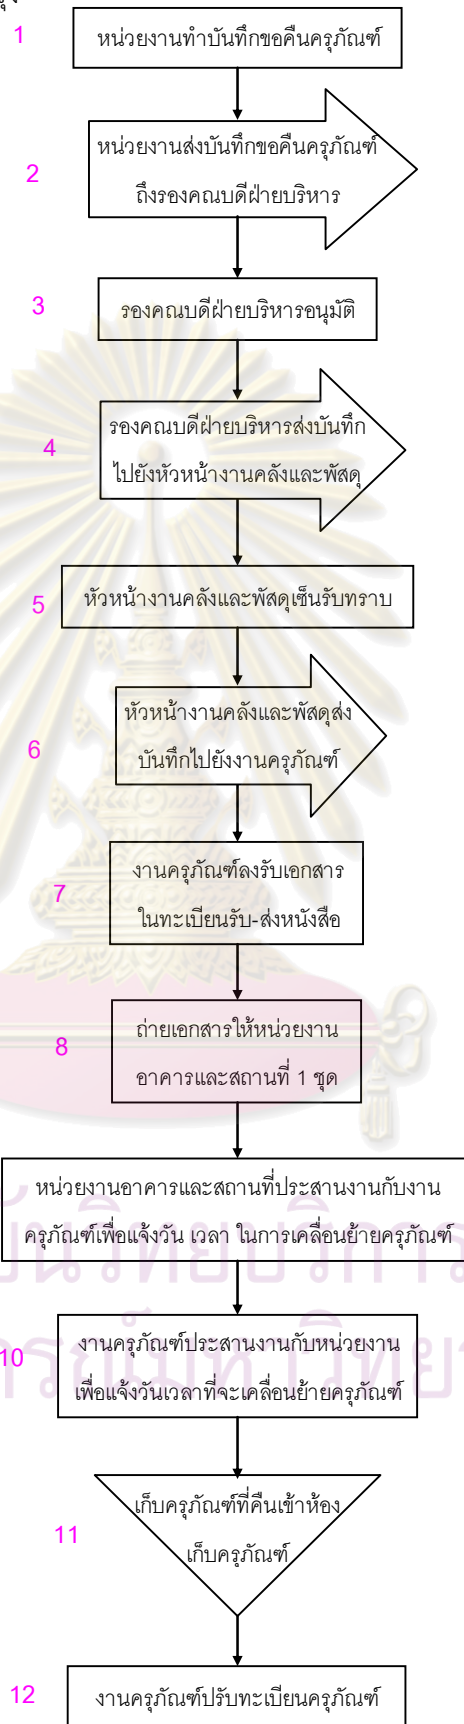 1
หน่วยงานทำบันทึกขอคืนครุภัณฑ์
2
หน่วยงานส่งบันทึกขอคืนครุภัณฑ์
ถึงรองคณบดีฝ่ายบริหาร
3
รองคณบดีฝ่ายบริหารอนุมัติ
4
รองคณบดีฝ่ายบริหารส่งบันทึก
ไปยังหัวหน้างานคลังและพัสดุ
5
หัวหน้างานคลังและพัสดุเซ็นรับทราบ
6
หัวหน้างานคลังและพัสดุส่ง
บันทึกไปยังงานครุภัณฑ์
7
งานครุภัณฑ์ลงรับเอกสาร
ในทะเบียนรับ-ส่งหนังสือ
8
ถ่ายเอกสารให้หน่วยงาน
อาคารและสถานที่ 1 ชุด
หน่วยงานอาคารและสถานที่ประสานงานกับงาน
ครุภัณฑ์เพื่อแจ้งวัน เวลา ในการเคลื่อนย้ายครุภัณฑ์
10
งานครุภัณฑ์ประสานงานกับหน่วยงาน
เพื่อแจ้งวันเวลาที่จะเคลื่อนย้ายครุภัณฑ์
11
เก็บครุภัณฑ์ที่คืนเข้าห้อง
เก็บครุภัณฑ์
12
งานครุภัณฑ์ปรับทะเบียนครุภัณฑ์